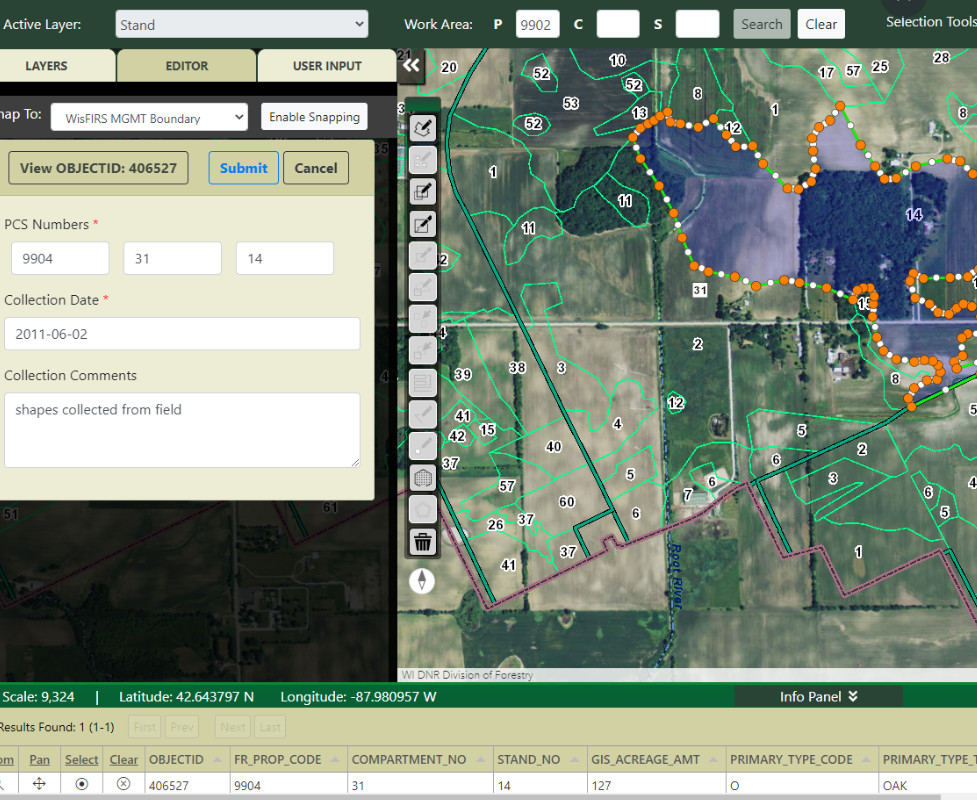 Active Layer: Stand Work Area: P 9902 C S Search Clear Selection Tools
LAYERS EDITOR USER INPUT
nap To: WisFIRS MGMT Boundary Enable Snapping
View OBJECTID: 406527 Submit Cancel
PCS Numbers *
9904 31 14
Collection Date *
2011-06-02
Collection Comments
shapes collected from field
51 61
21 20 10 17 57 25 28
52 52 8
53 13 1 8
52 12
1
11 14
11
31
2
38 3 8
39
12
41 4 5
15
42 40 2
37 6
5 3
57 6
60 7 6
26 37 6 5
37 1
41
Root River
WI DNR Division of Forestry
Scale: 9,324 | Latitude: 42.643797 N Longitude: -87.980957 W Info Panel
Results Found: 1 (1-1) First Prev Next Last
om Pan Select Clear OBJECTID FR_PROP_CODE COMPARTMENT_NO STAND_NO GIS_ACREAGE_AMT PRIMARY_TYPE_CODE PRIMARY_TYPE_T
406527 9904 31 14 127 O OAK